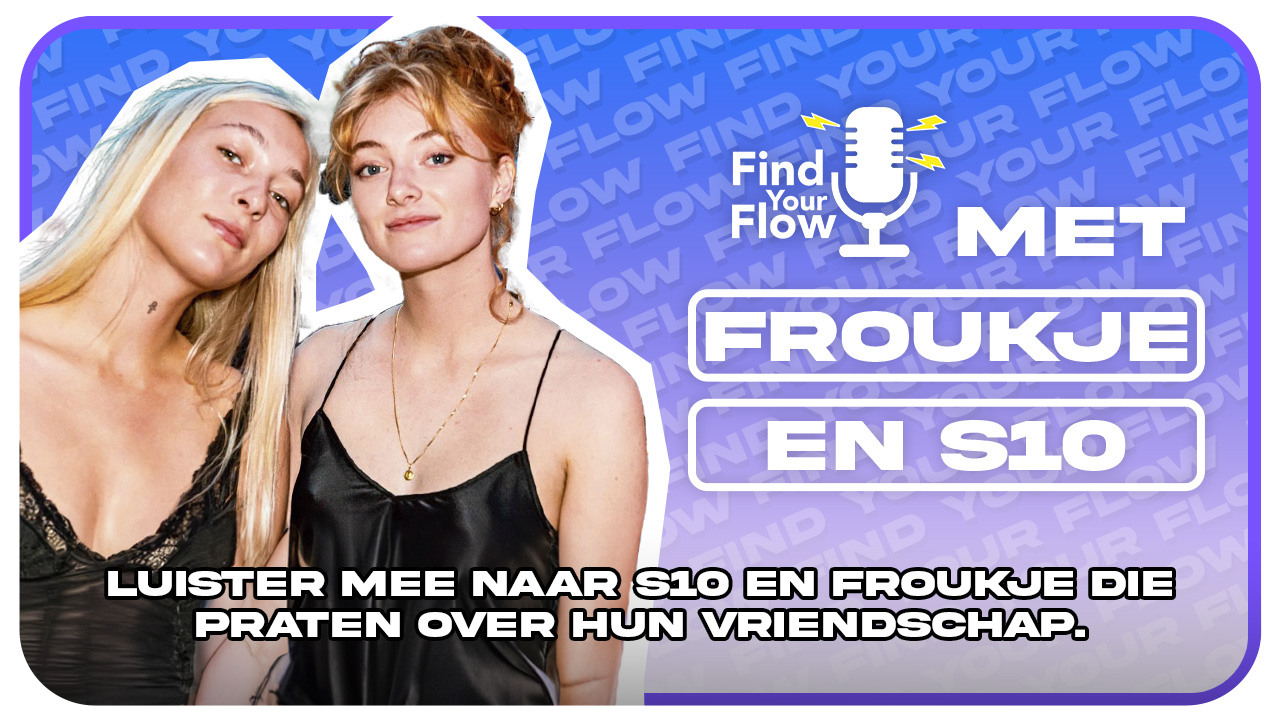 Find
Your
Flow
MET
FROUKJE
EN S10
LUISTER MEE NAAR S10 EN FROUKJE DIE
PRATEN OVER HUN VRIENDSCHAP.